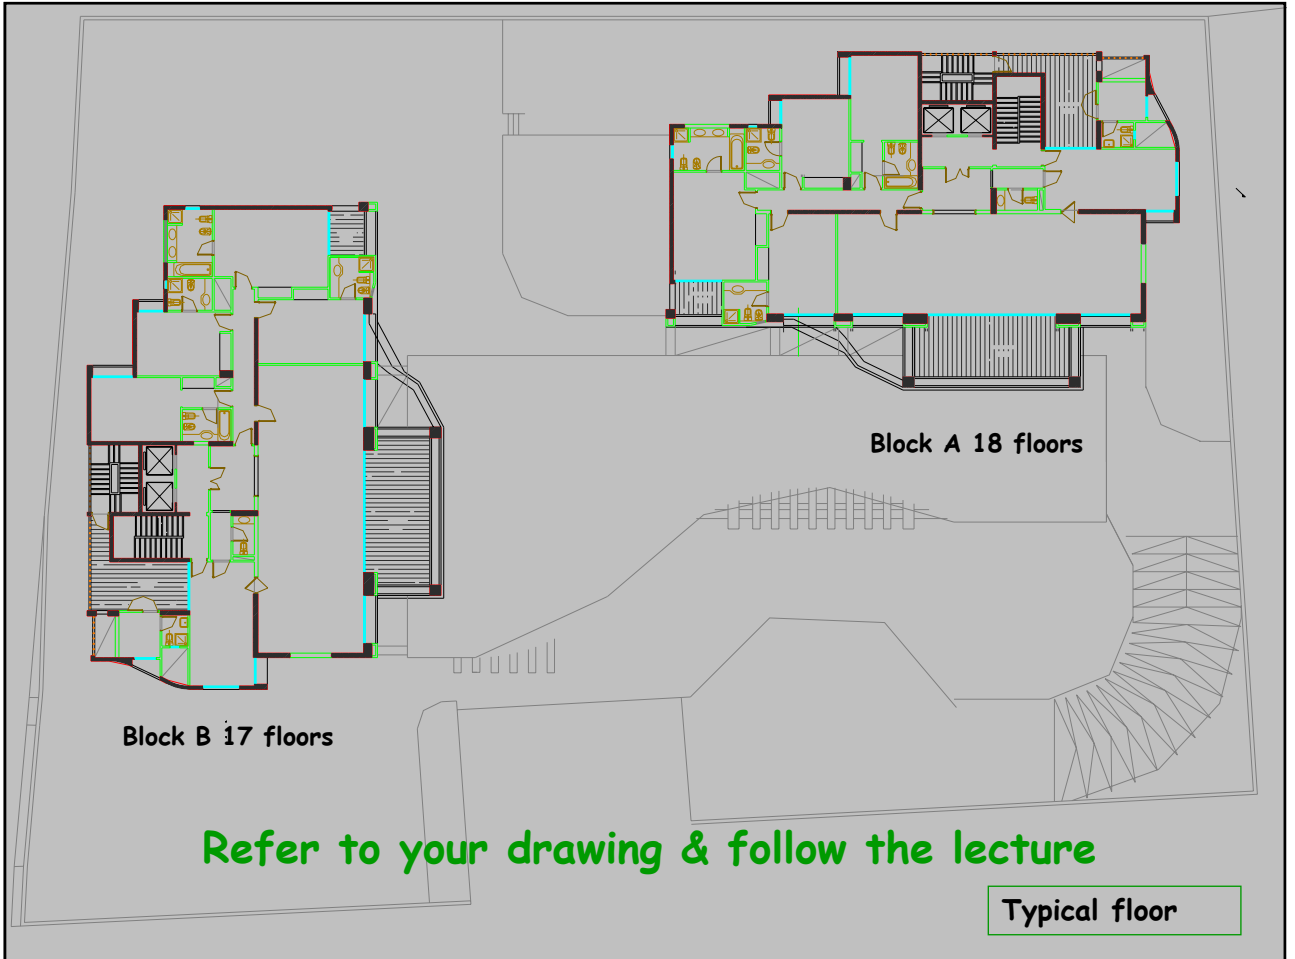 Block A 18 floors
Block B 17 floors
Refer to your drawing & follow the lecture
Typical floor